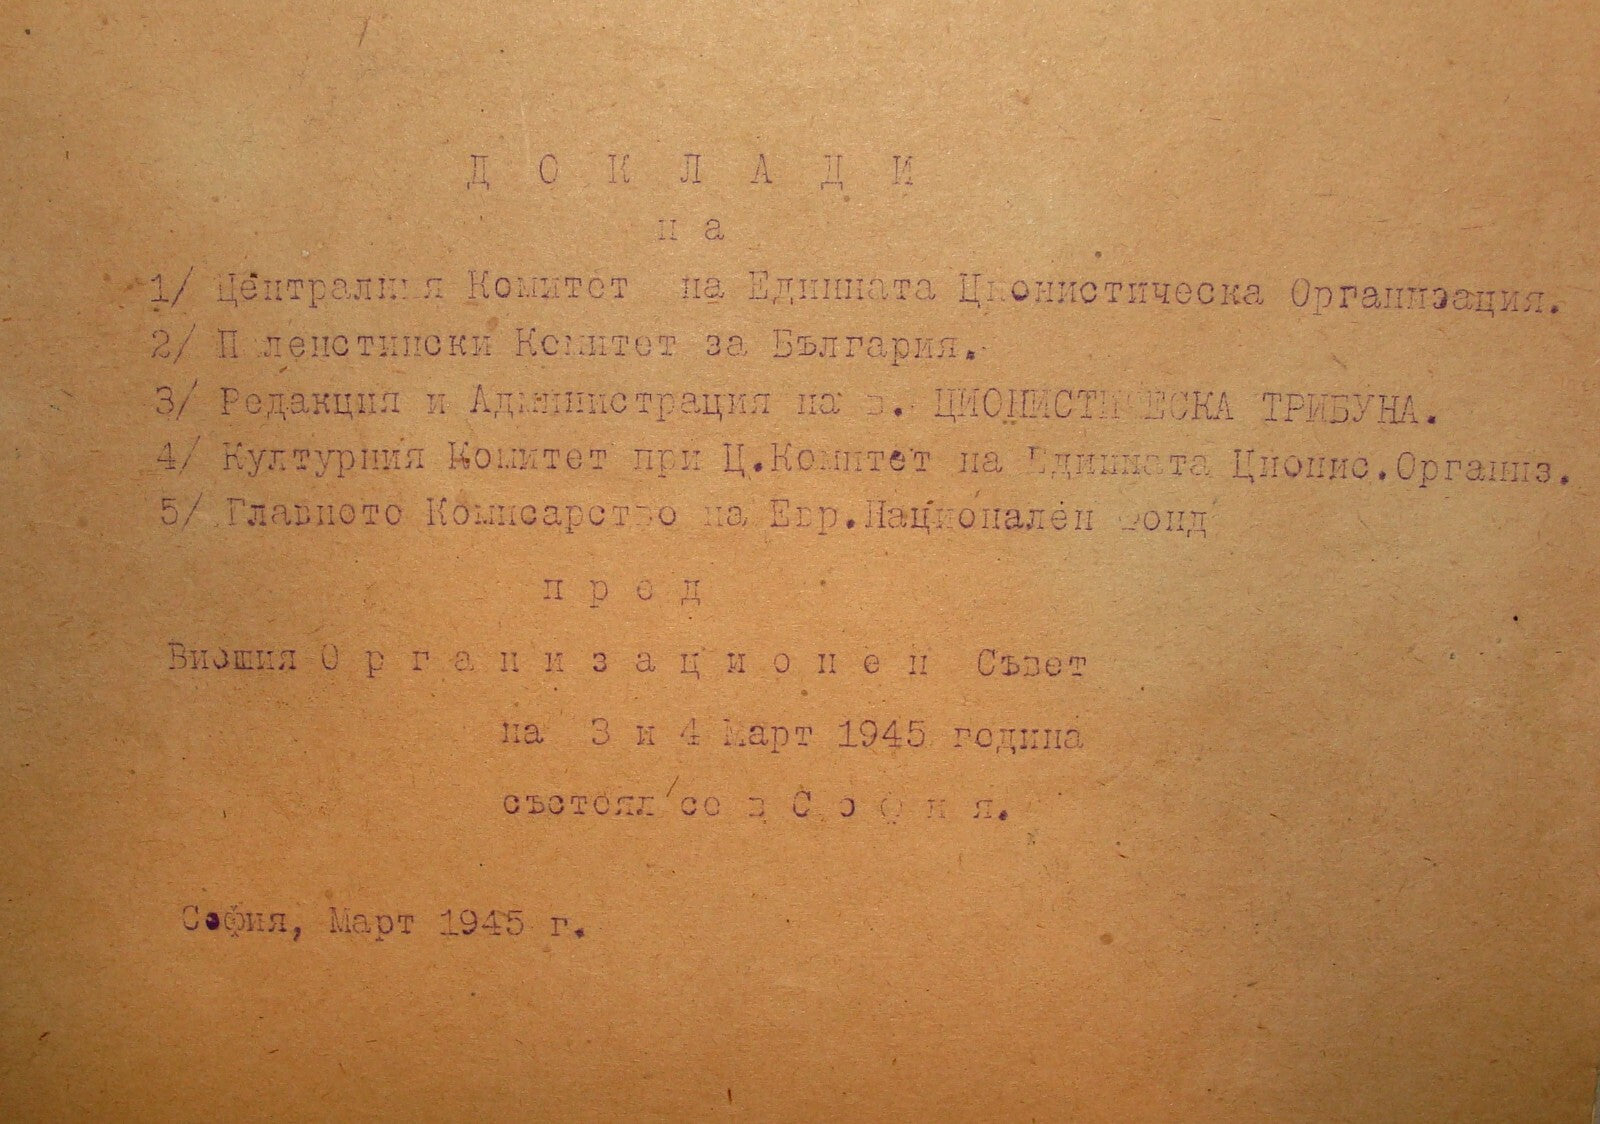 Д О К Л А Д И
н а
1/ Централния Комитет на Единната Ционистическа Организация.
2/ Палестински Комитет за България.
3/ Редакция и Администрация на в. ЦИОНИСТИЧЕСКА ТРИБУНА.
4/ Културния Комитет при Ц.Комитет на Единната Ционис.Организ.
5/ Главното Комисарство на Евр.Национален Фонд
п р е д
Висшия О р г а н и з а ц и о н е н Съвет
на 3 и 4 Март 1945 година
състоял се в С о ф и я.
София, Март 1945 г.